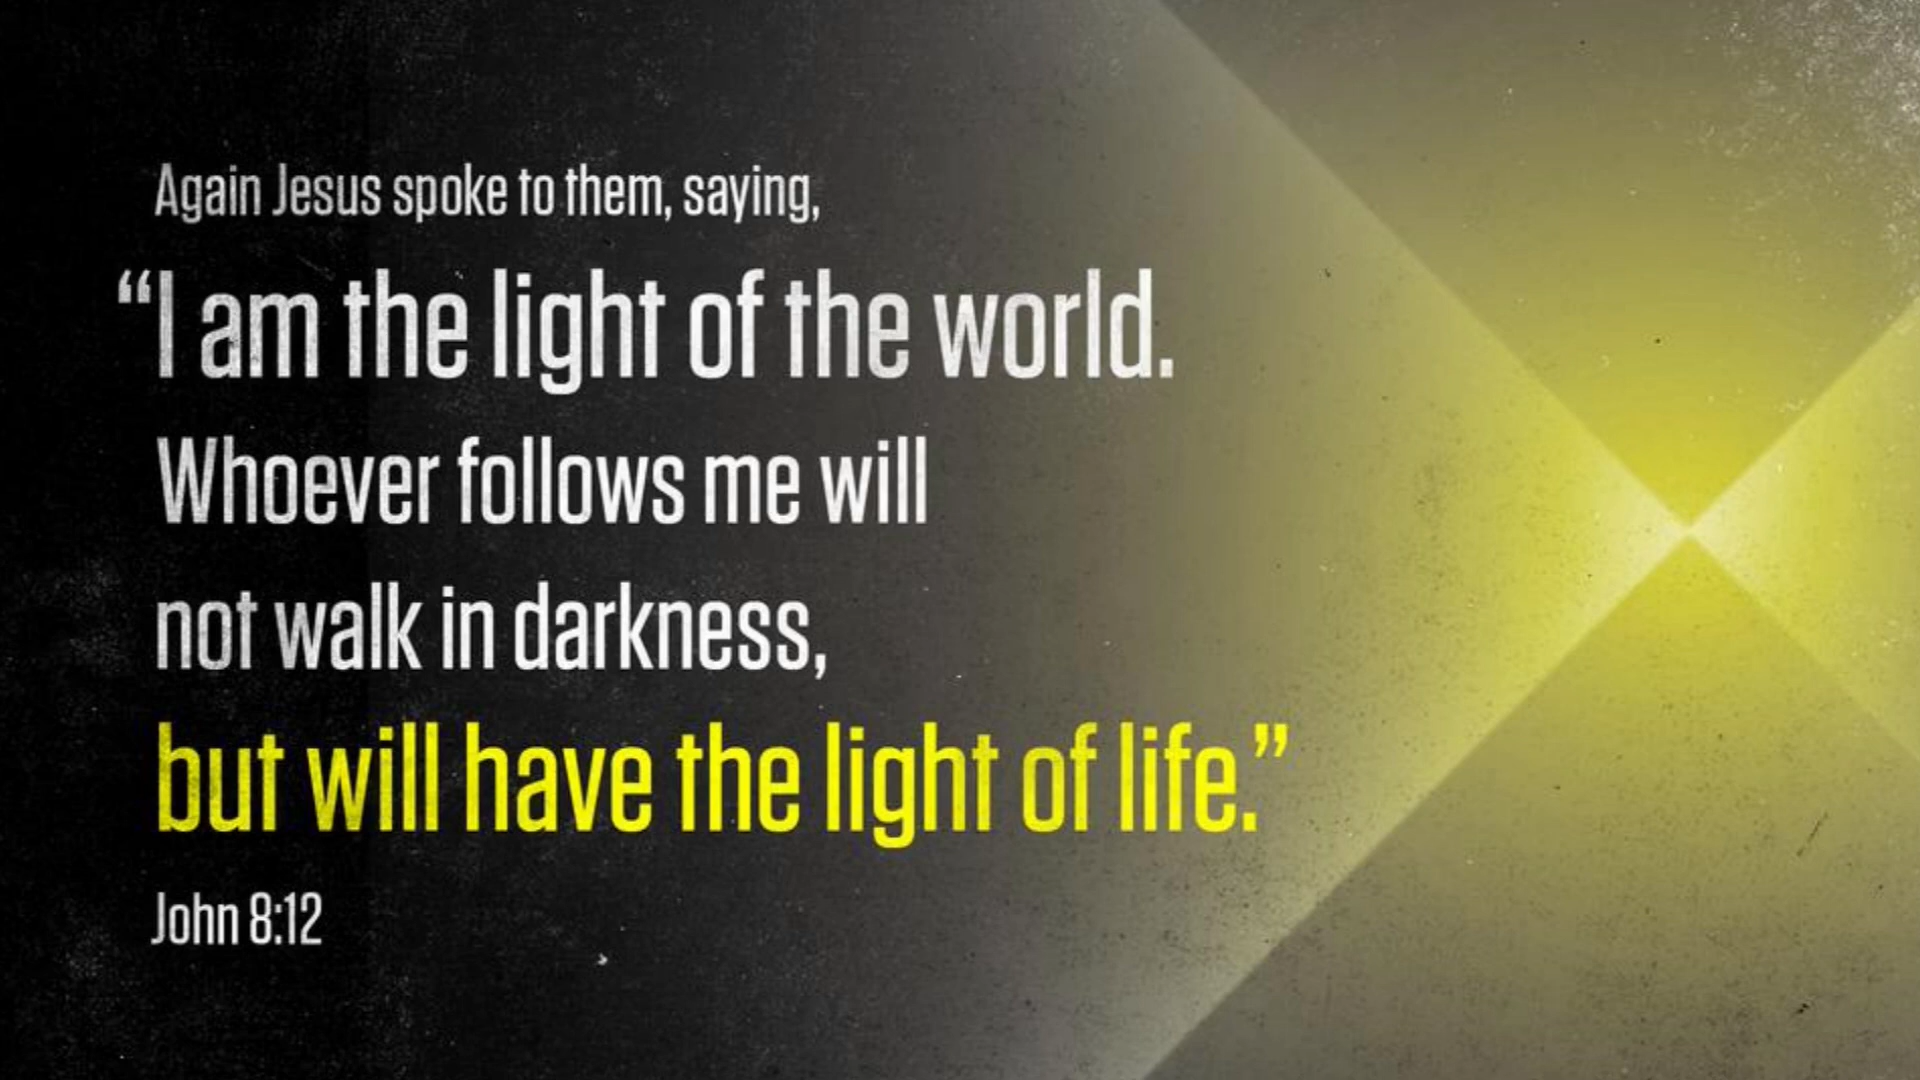 Again Jesus spoke to them, saying,
“I am the light of the world.
Whoever follows me will
not walk in darkness,
but will have the light of life.”
John 8:12